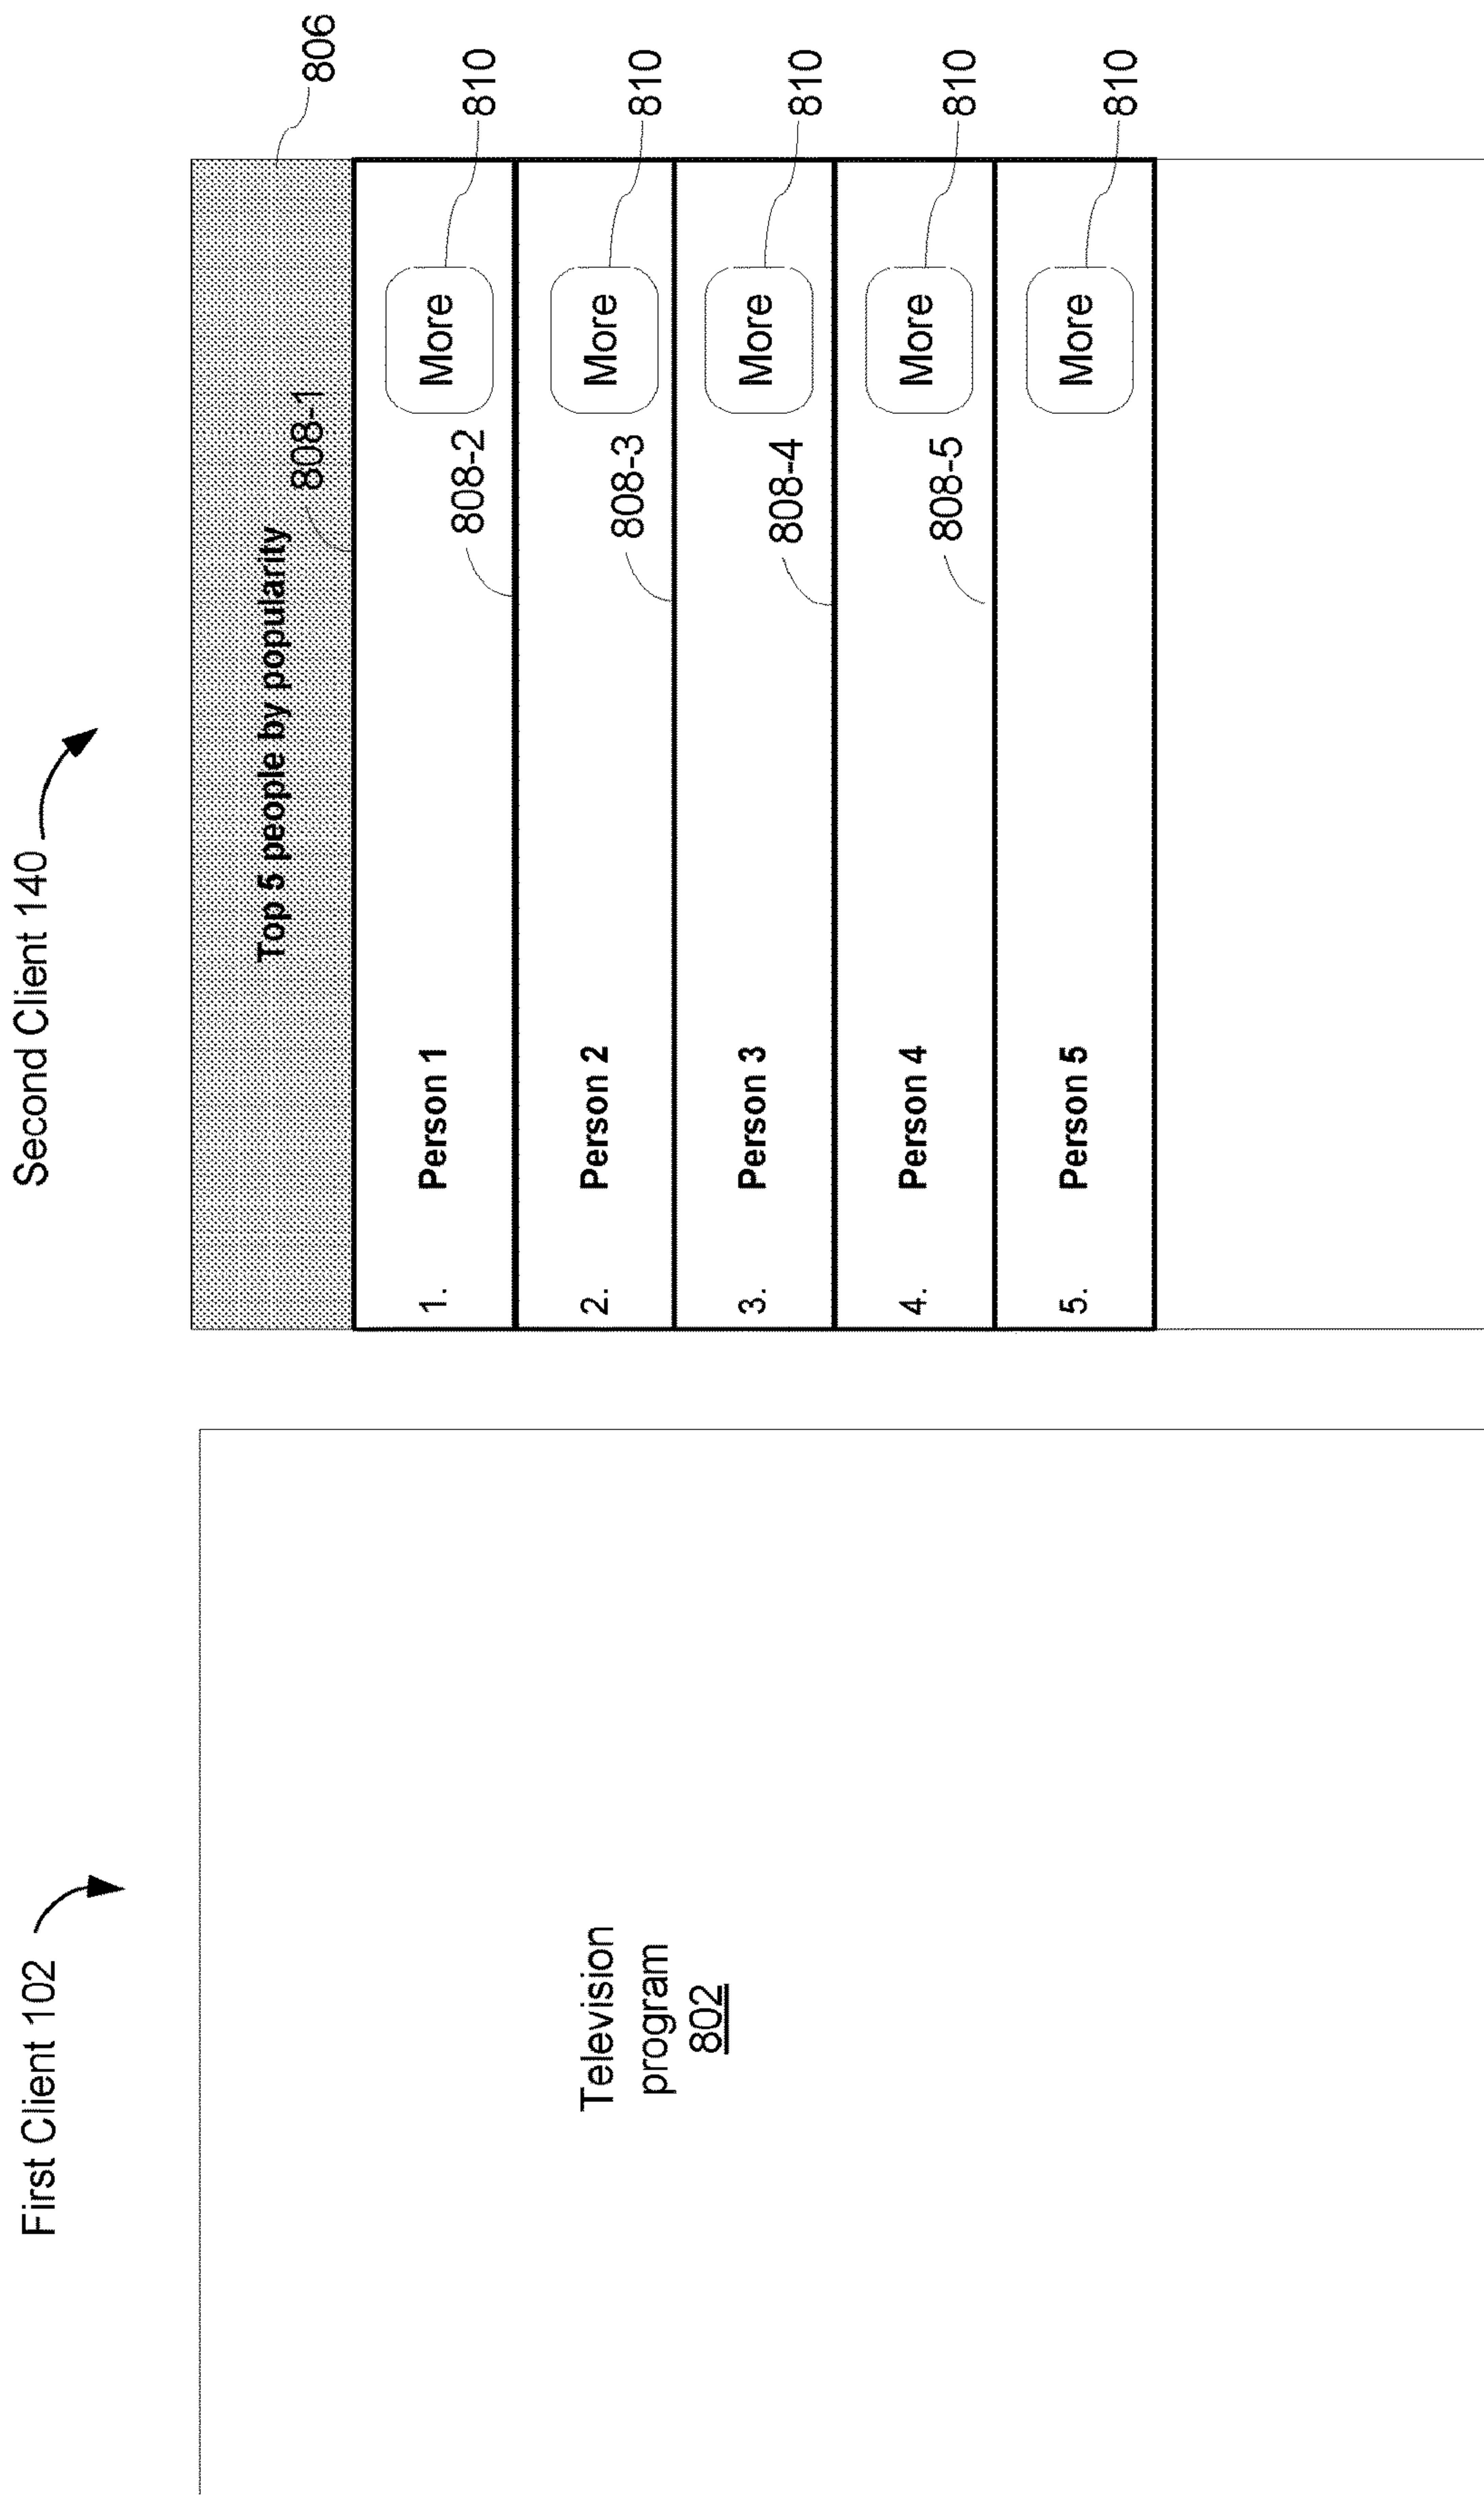 First Client 102
Second Client 140
Television
program
802
806
Top 5 people by popularity
808-1
1. Person 1 More 810
808-2
2. Person 2 More 810
808-3
3. Person 3 More 810
808-4
4. Person 4 More 810
808-5
5. Person 5 More 810